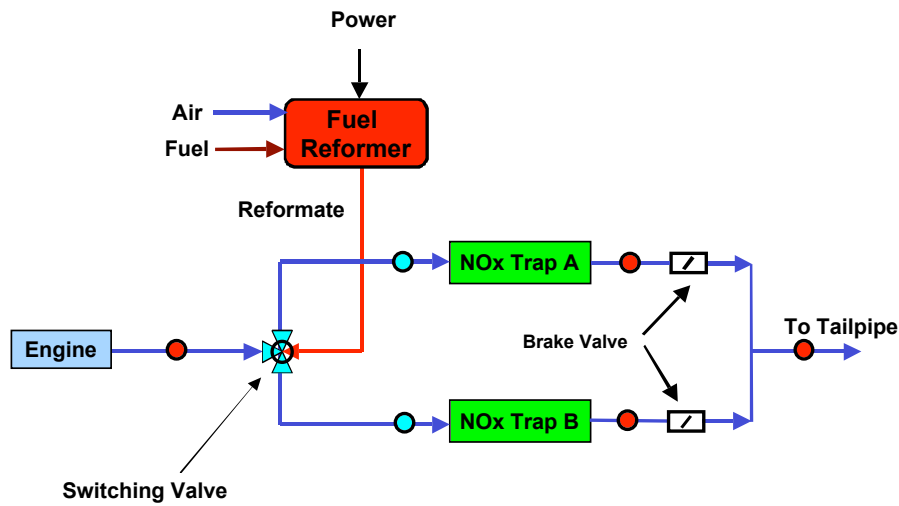 Power
Air
Fuel
Fuel
Reformer
Reformate
NOx Trap A
Engine
Brake Valve
To Tailpipe
NOx Trap B
Switching Valve